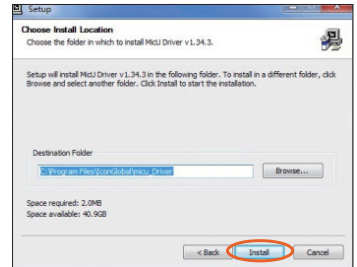 Setup
Choose Install Location
Choose the folder in which to install MicU Driver v1.34.3.
Setup will install MicU Driver v1.34.3 in the following folder. To install in a different folder, click
Browse and select another folder. Click Install to start the installation.
Destination Folder
C:\Program Files\IconGlobal\micu_Driver
Browse...
Space required: 2.0MB
Space available: 40.9GB
< Back
Install
Cancel